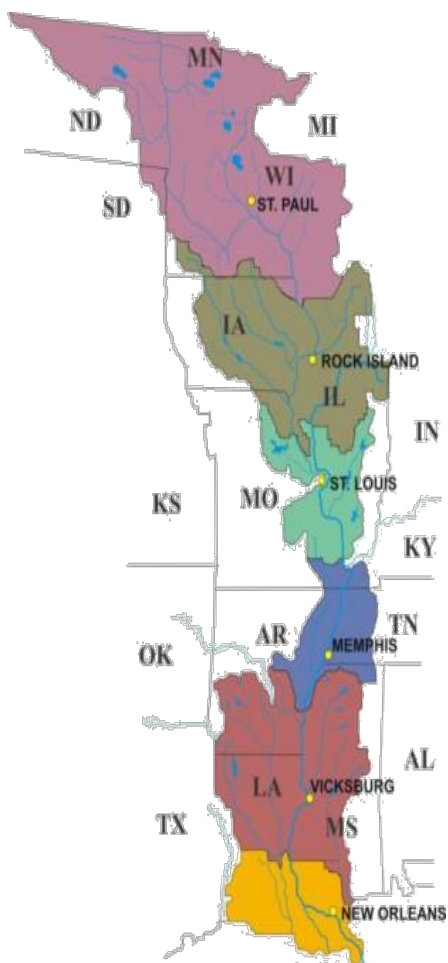 MN
ND
MI
WI
SD
ST. PAUL
IA
ROCK ISLAND
IL
IN
ST. LOUIS
KS
MO
KY
AR
TN
OK
MEMPHIS
AL
LA
VICKSBURG
TX
MS
NEW ORLEANS